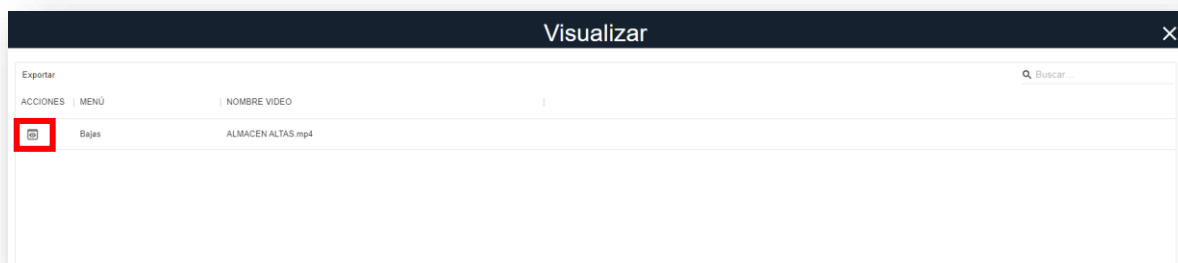 Visualizar
Exportar
Buscar...
ACCIONES MENÚ NOMBRE VIDEO
Bajas ALMACEN ALTAS.mp4